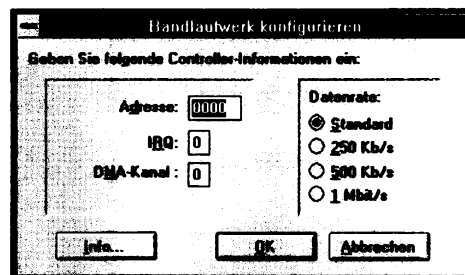 Bandlaufwerk konfigurieren
Geben Sie folgende Controller-Informationen ein:
Adresse: 0000
IRQ: 0
DMA-Kanal : 0
Datenrate:
Standard
250 Kb/s
500 Kb/s
1 Mbit/s
Info...
OK
Abbrechen